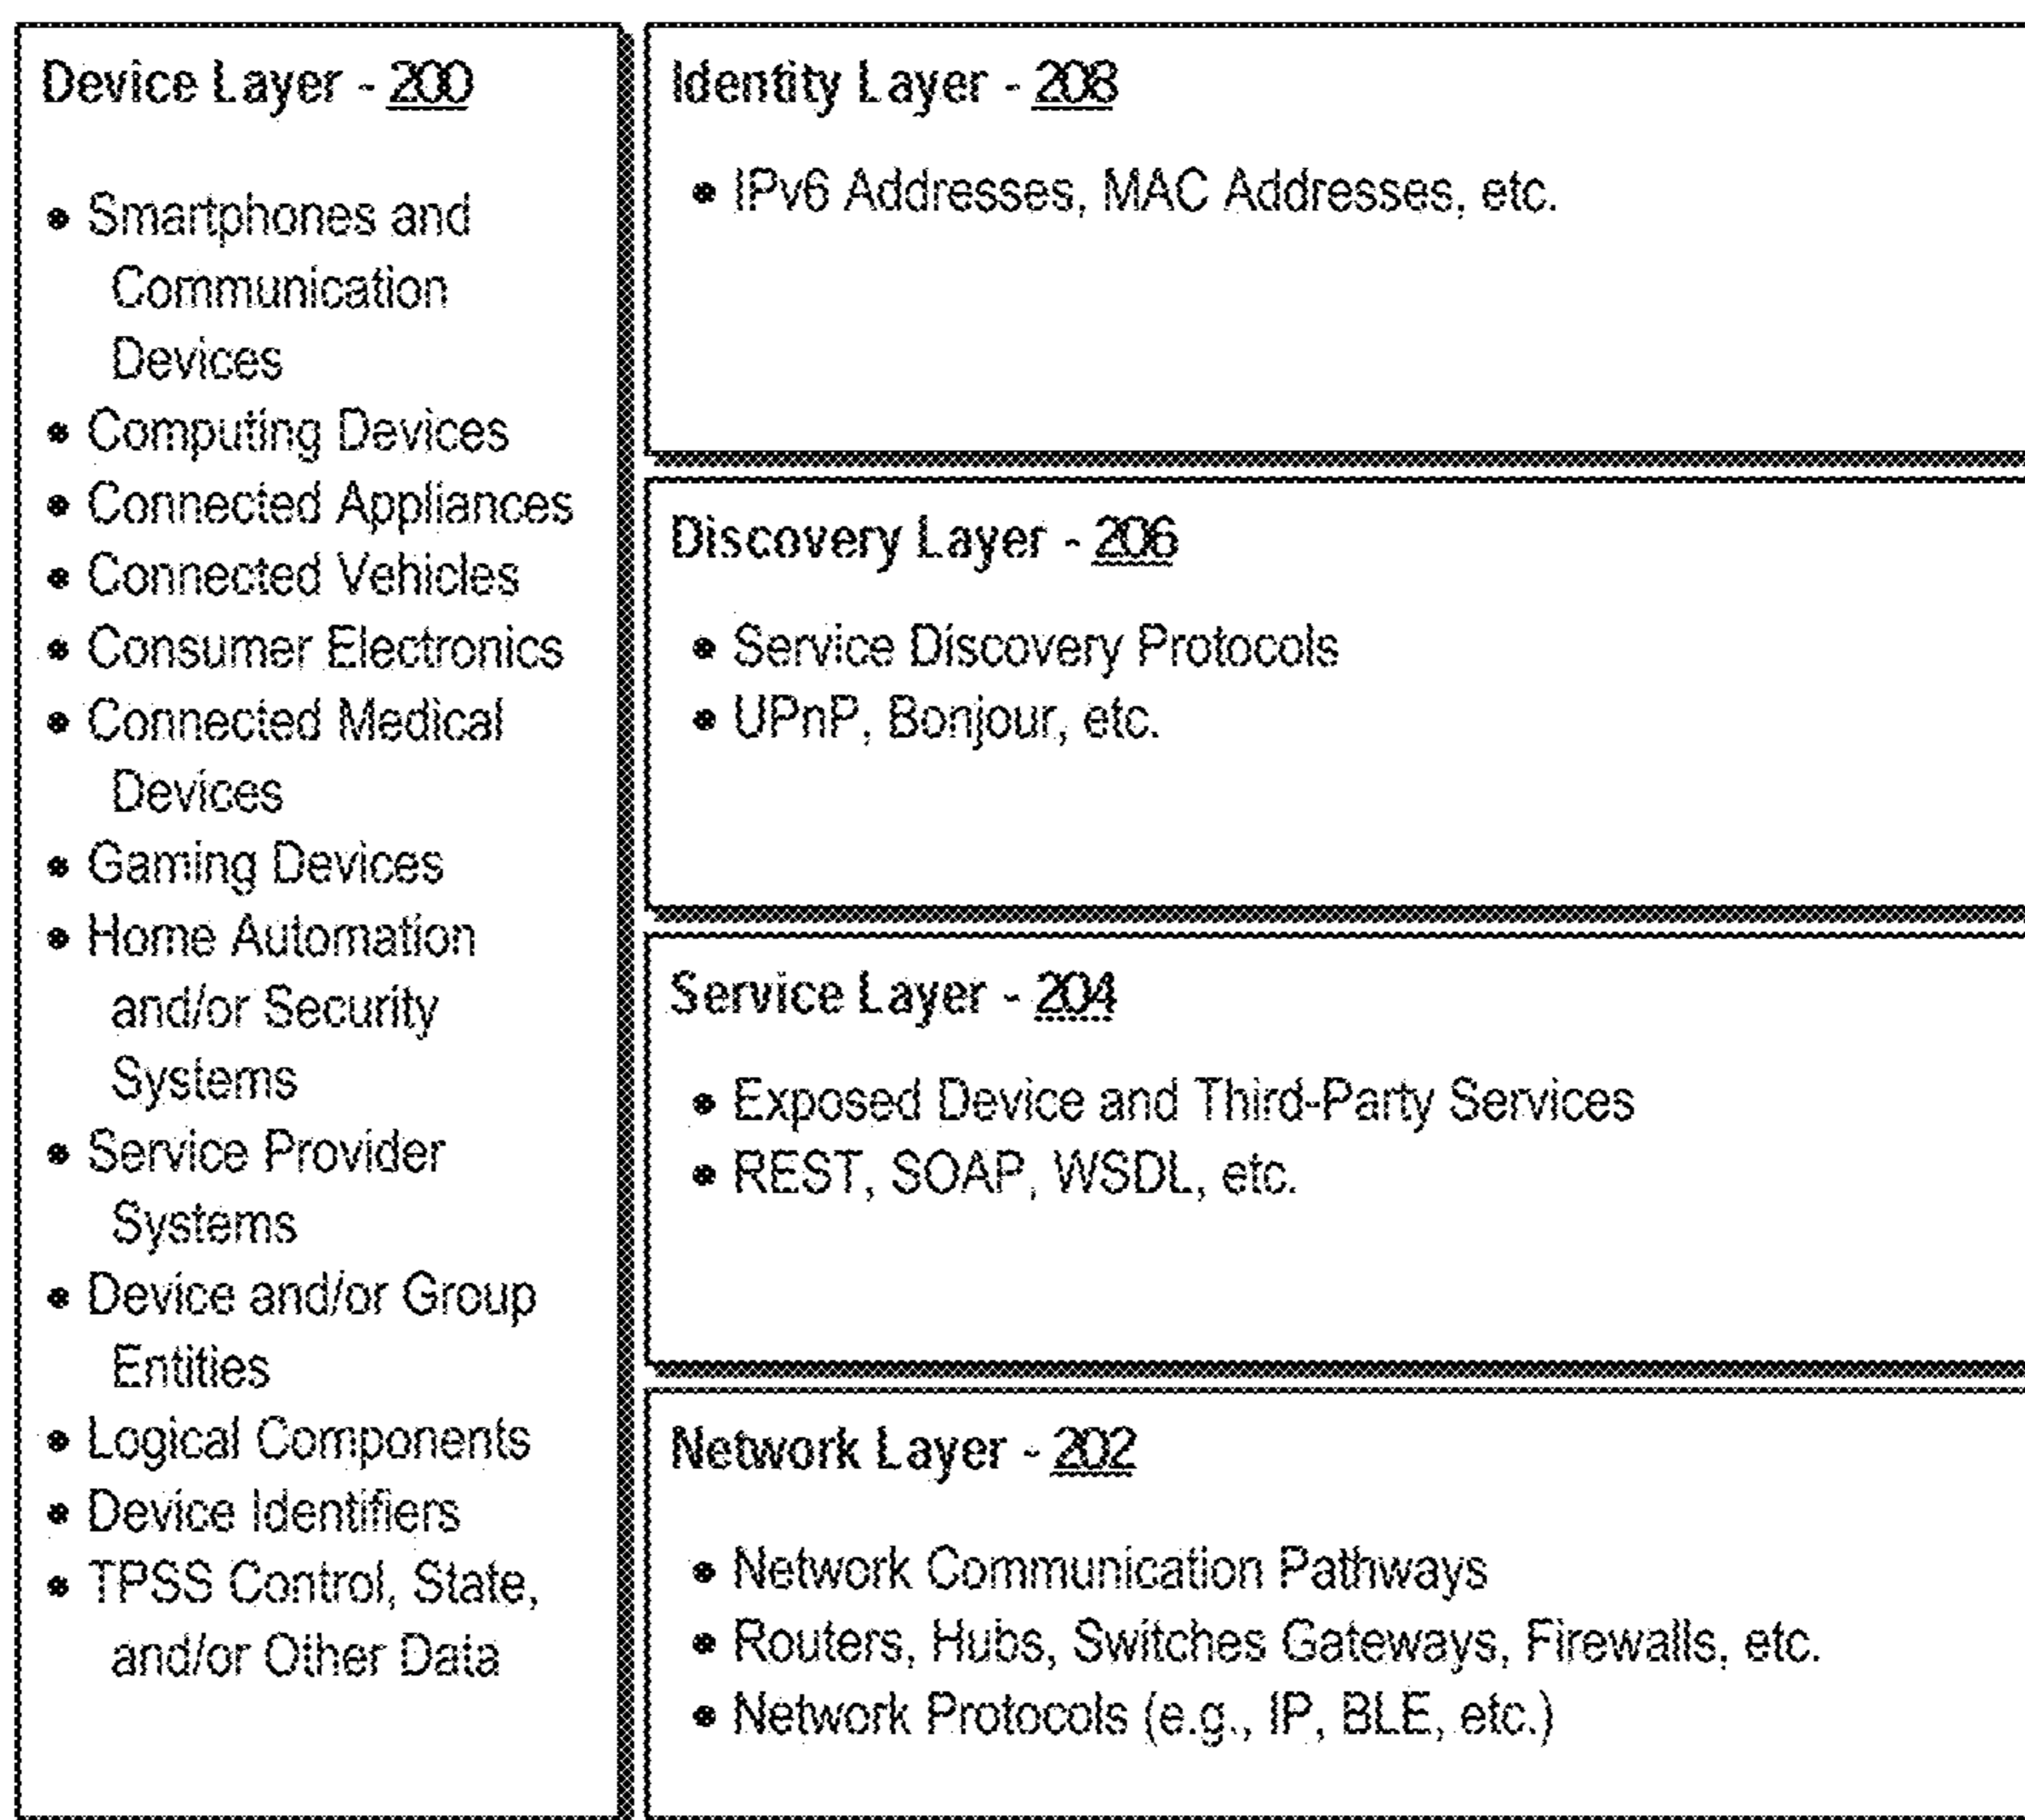 Device Layer - 200
• Smartphones and
Communication
Devices
• Computing Devices
• Connected Appliances
• Connected Vehicles
• Consumer Electronics
• Connected Medical
Devices
• Gaming Devices
• Home Automation
and/or Security
Systems
• Service Provider
Systems
• Device and/or Group
Entities
• Logical Components
• Device Identifiers
• TPSS Control, State,
and/or Other Data
Identity Layer - 208
• IPv6 Addresses, MAC Addresses, etc.
Discovery Layer - 206
• Service Discovery Protocols
• UPnP, Bonjour, etc.
Service Layer - 204
• Exposed Device and Third-Party Services
• REST, SOAP, WSDL, etc.
Network Layer - 202
• Network Communication Pathways
• Routers, Hubs, Switches Gateways, Firewalls, etc.
• Network Protocols (e.g., IP, BLE, etc.)